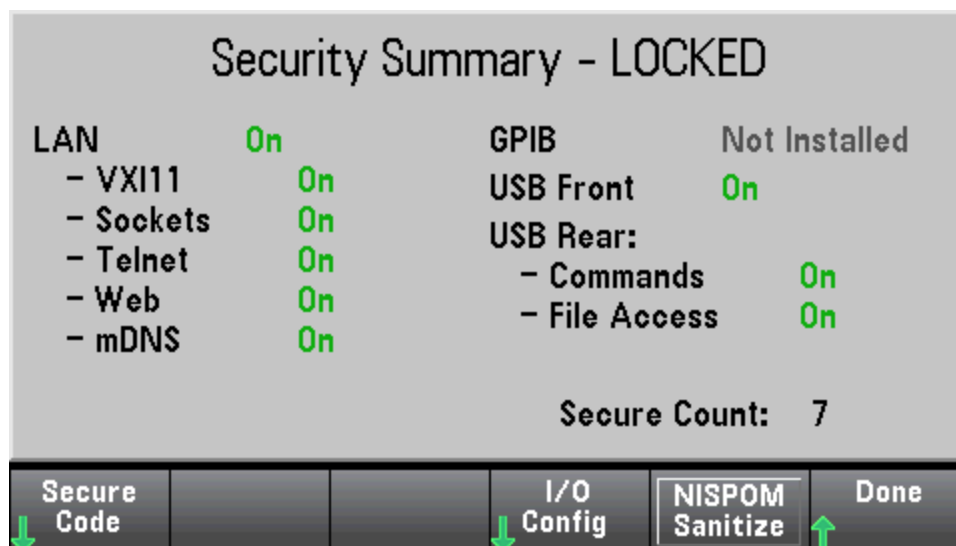 Security Summary - LOCKED
LAN On
- VXI11 On
- Sockets On
- Telnet On
- Web On
- mDNS On
GPIB Not Installed
USB Front On
USB Rear:
- Commands On
- File Access On
Secure Count: 7
Secure
Code
I/O
Config
NISPOM
Sanitize
Done